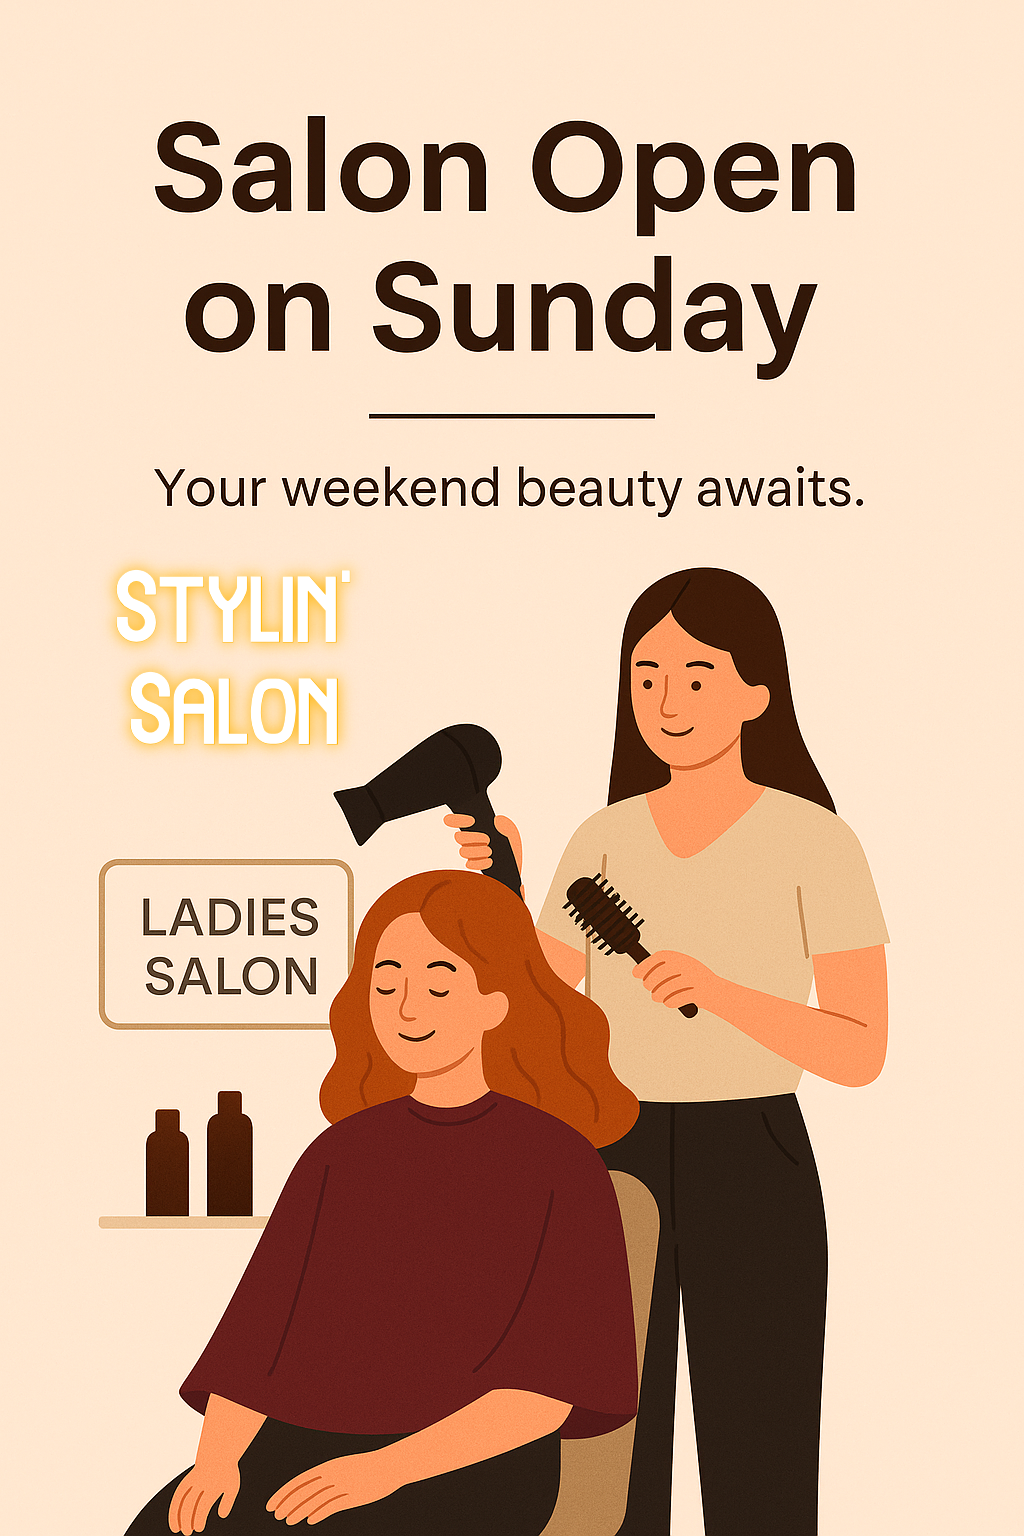 Salon Open
on Sunday
Your weekend beauty awaits.
STYLIN'
SALON
LADIES
SALON